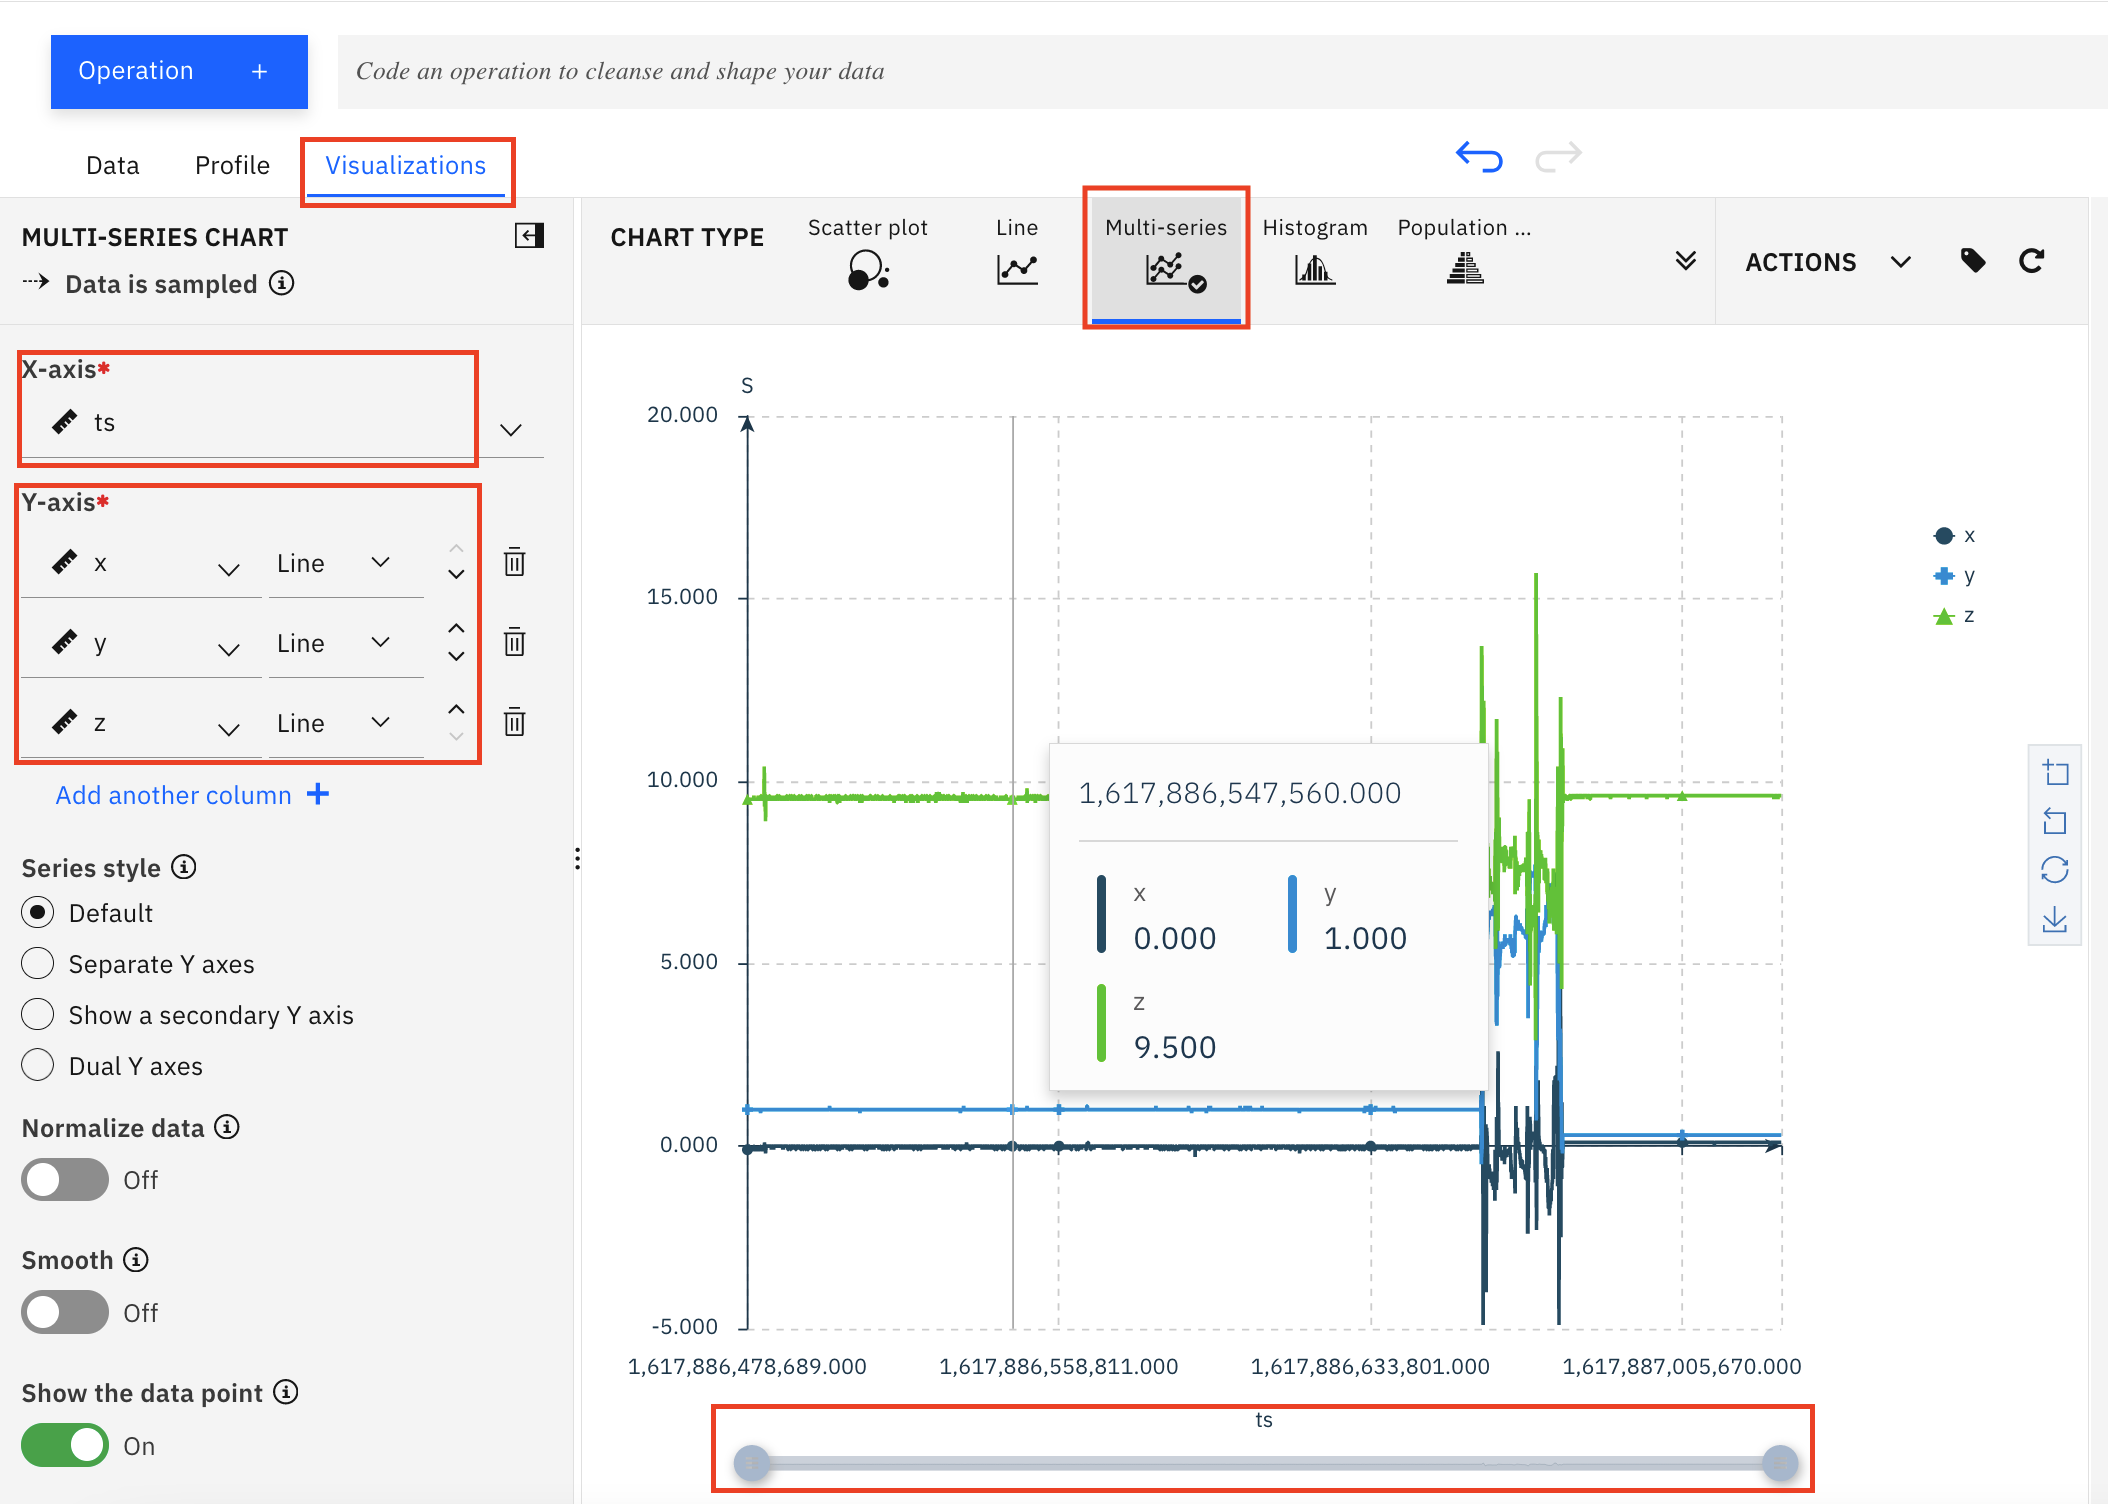 Operation +
Code an operation to cleanse and shape your data
Data
Profile
Visualizations
MULTI-SERIES CHART
Data is sampled
CHART TYPE
Scatter plot
Line
Multi-series
Histogram
Population ...
ACTIONS
X-axis*
ts
Y-axis*
x
Line
y
Line
z
Line
Add another column +
Series style
Default
Separate Y axes
Show a secondary Y axis
Dual Y axes
Normalize data
Off
Smooth
Off
Show the data point
On
S
20.000
15.000
10.000
5.000
0.000
-5.000
1,617,886,478,689.000
1,617,886,558,811.000
1,617,886,633,801.000
1,617,887,005,670.000
ts
1,617,886,547,560.000
x
0.000
y
1.000
z
9.500
x
y
z